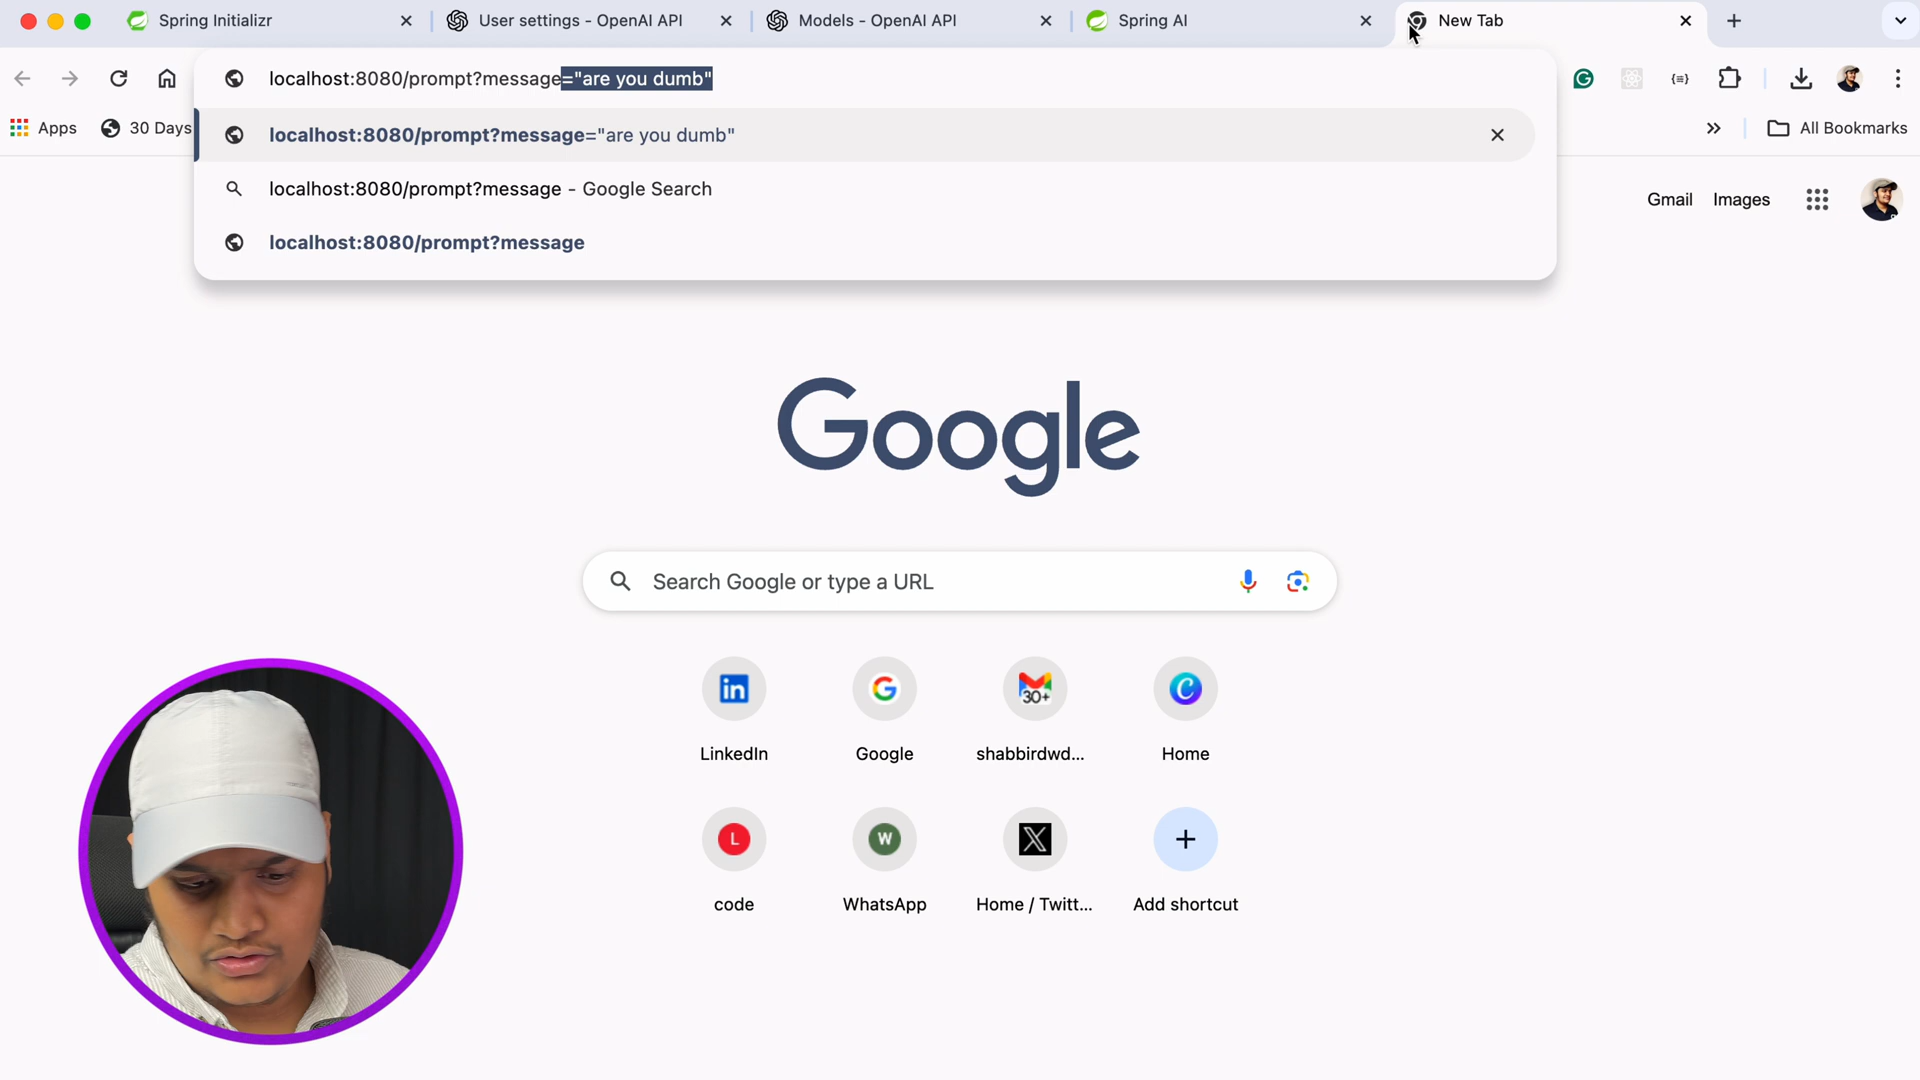 Spring Initializr
User settings - OpenAI API
Models - OpenAI API
Spring AI
New Tab
localhost:8080/prompt?message="are you dumb"
Apps
30 Days
All Bookmarks
localhost:8080/prompt?message="are you dumb"
localhost:8080/prompt?message - Google Search
localhost:8080/prompt?message
Gmail Images
Google
Search Google or type a URL
30+
LinkedIn Google shabbirdwd... Home
L W
code WhatsApp Home / Twitt... Add shortcut